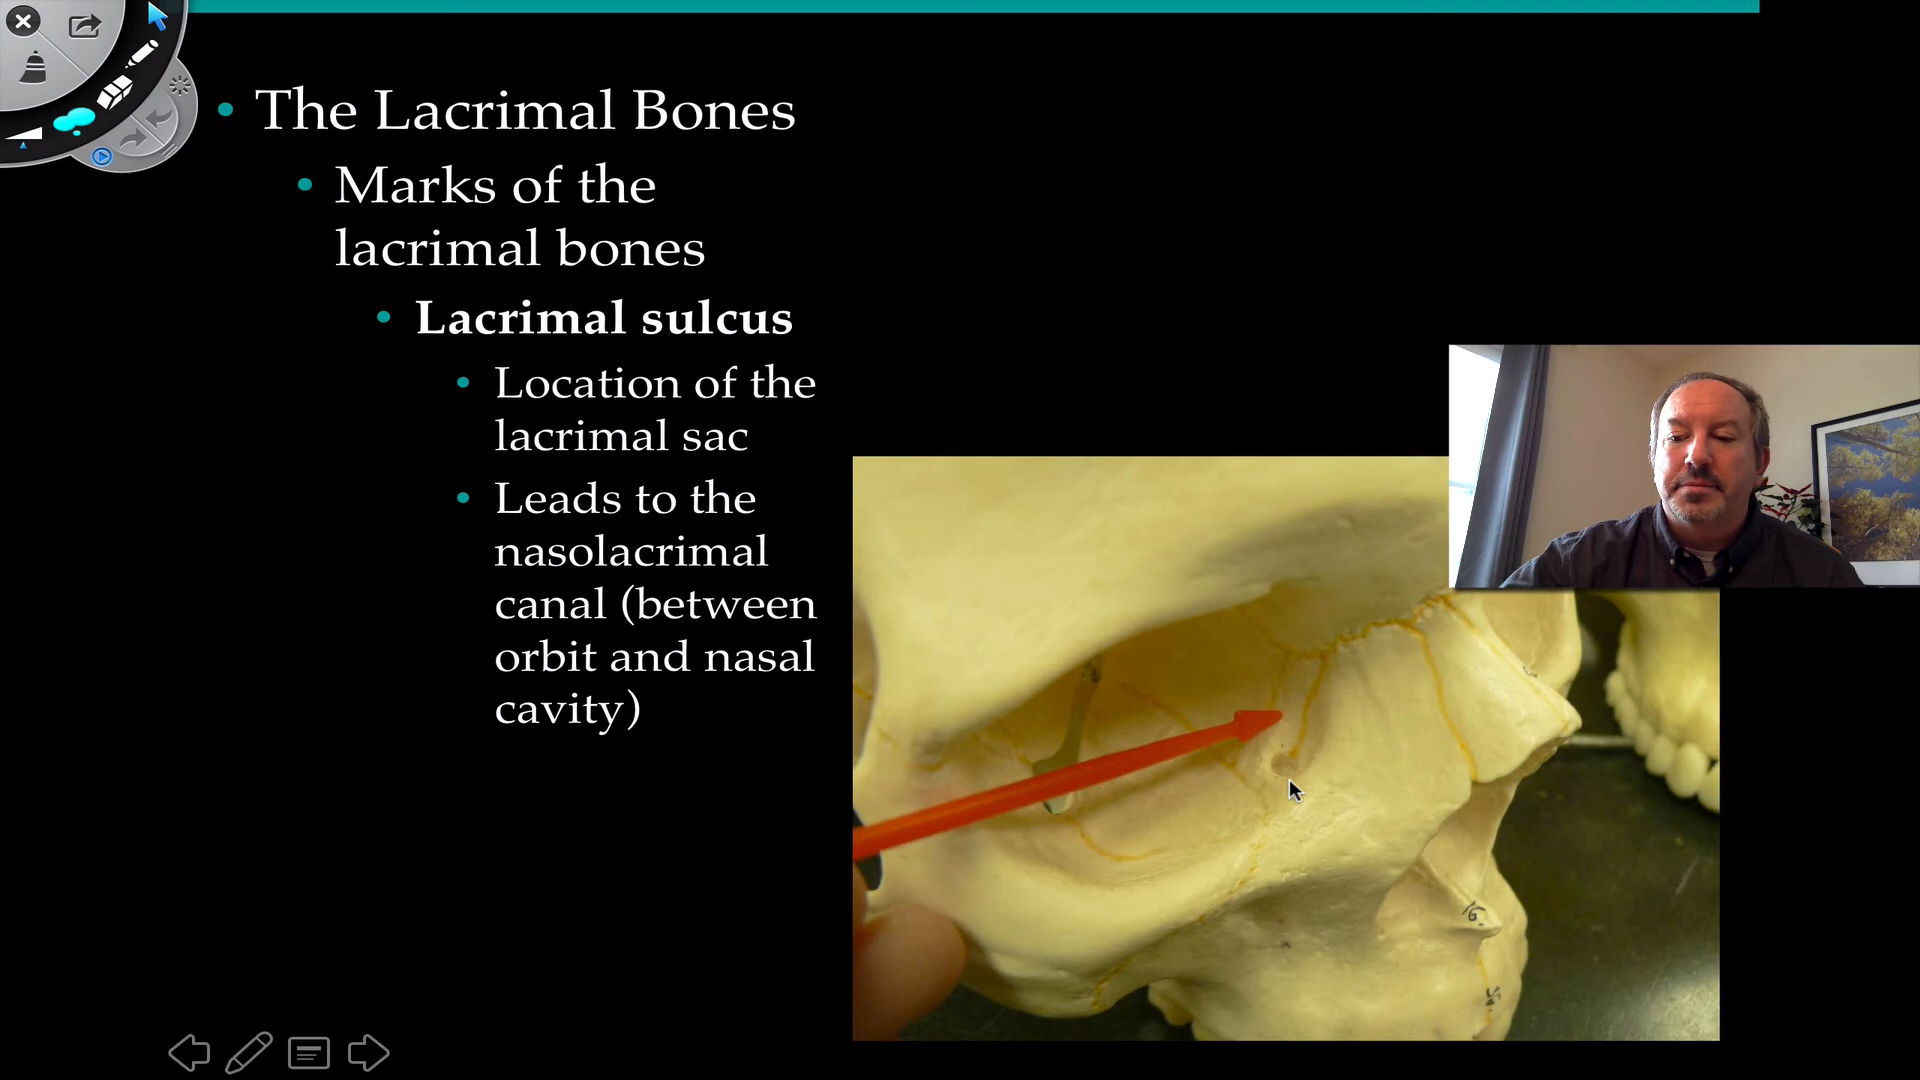 The Lacrimal Bones
Marks of the
lacrimal bones
Lacrimal sulcus
Location of the
lacrimal sac
Leads to the
nasolacrimal
canal (between
orbit and nasal
cavity)